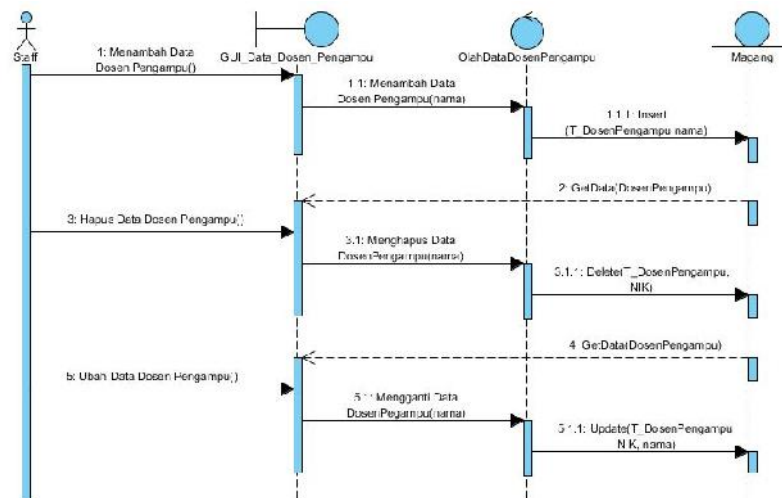 Staff
GUI_Data_Dosen_Pengampu
OlahDataDosenPengampu
Magang
1: Menambah Data
Dosen Pengampu()
1.1: Menambah Data
Dosen Pengampu(nama)
1.1.1: Insert
(T_DosenPengampu nama)
2: GetData(DosenPengampu)
3: Hapus Data Dosen Pengampu()
3.1: Menghapus Data
DosenPengampu(nama)
3.1.1: Delete(T_DosenPengampu,
NIK)
4 GetData(DosenPengampu)
5: Ubah Data Dosen Pengampu()
5.1: Mengganti Data
DosenPegampu(nama)
5.1.1: Update(T_DosenPengampu
NIK, nama)